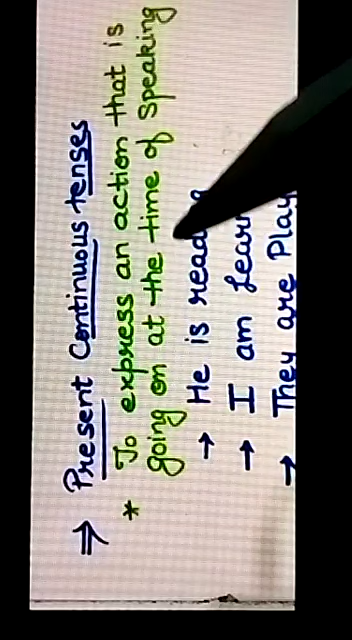 ⇒ Present Continuous tenses
* To express an action that is
going on at the time of speaking
→ He is
→ I am
→ They are